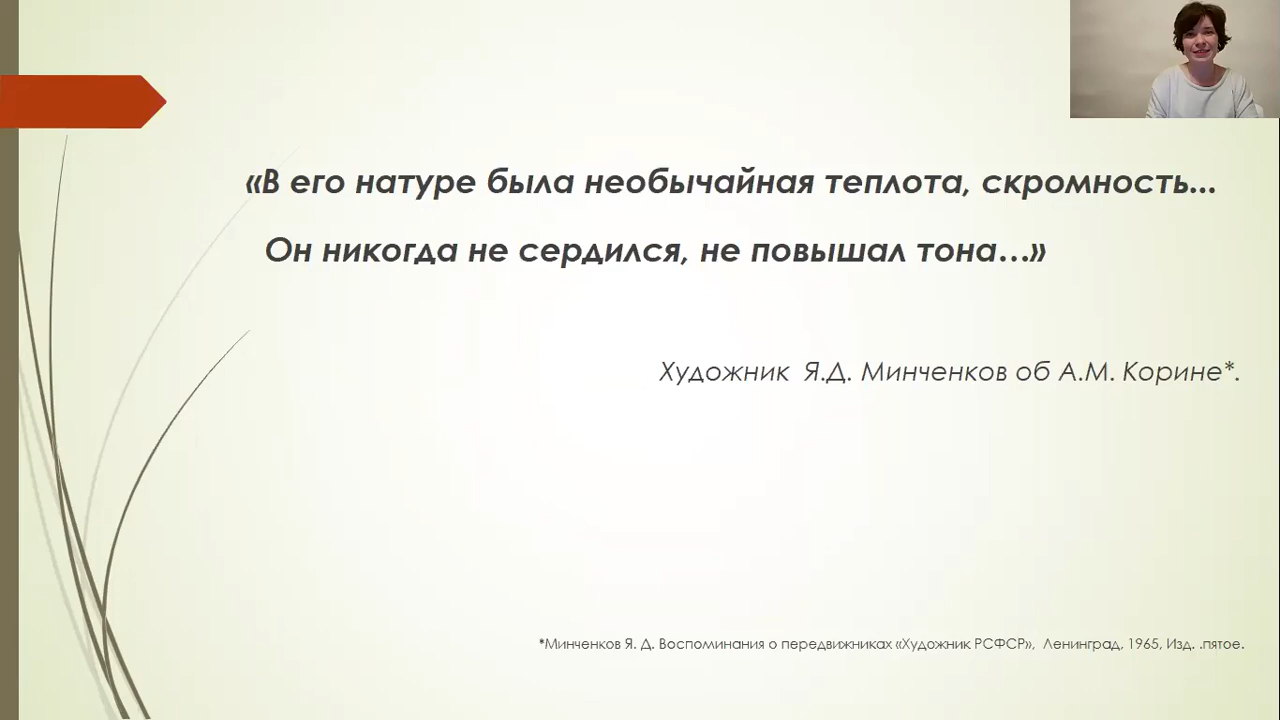 «В его натуре была необычайная теплота, скромность...
Он никогда не сердился, не повышал тона...»
Художник Я.Д. Минченков об А.М. Корине*.
*Минченков Я. Д. Воспоминания о передвижниках «Художник РСФСР», Ленинград, 1965, Изд. .пятое.